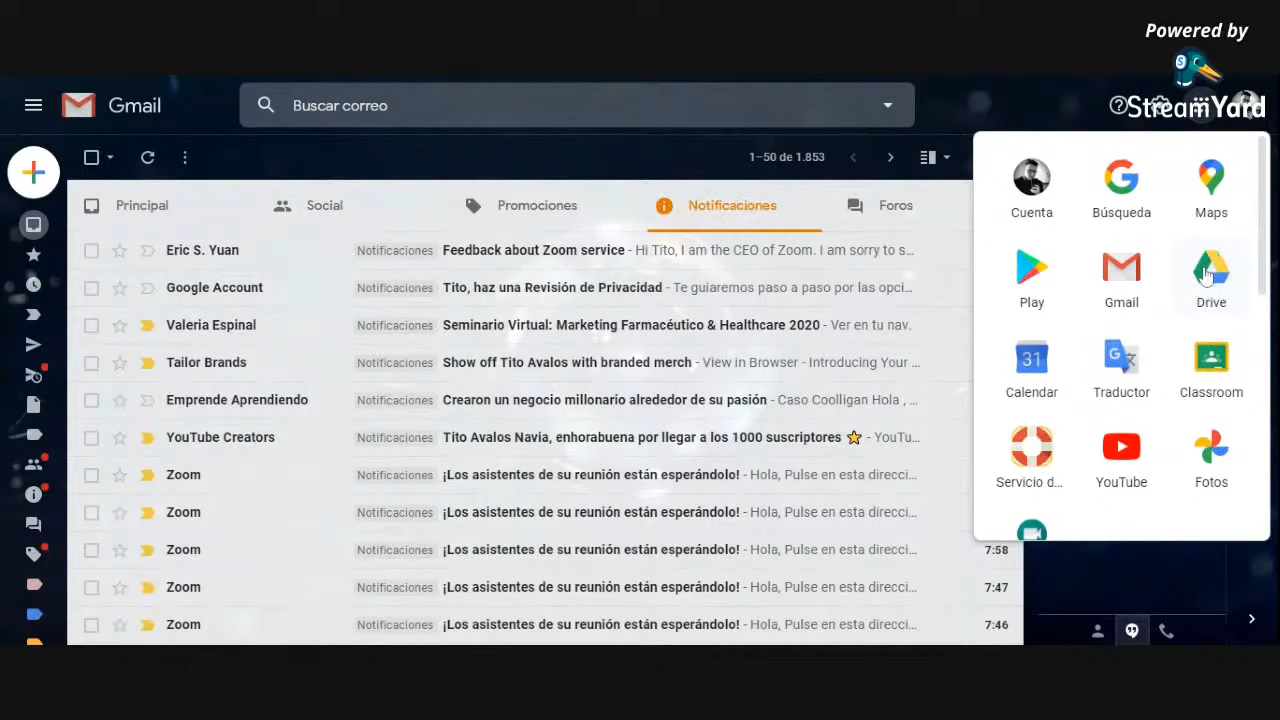 Powered by
StreamYard
Gmail
Buscar correo
1–50 de 1.853
Principal
Social
Promociones
Notificaciones
Foros
Eric S. Yuan Notificaciones Feedback about Zoom service - Hi Tito, I am the CEO of Zoom. I am sorry to s...
Google Account Notificaciones Tito, haz una Revisión de Privacidad - Te guiaremos paso a paso por las opci...
Valeria Espinal Notificaciones Seminario Virtual: Marketing Farmacéutico & Healthcare 2020 - Ver en tu nav.
Tailor Brands Notificaciones Show off Tito Avalos with branded merch - View in Browser - Introducing Your ...
Emprende Aprendiendo Notificaciones Crearon un negocio millonario alrededor de su pasión - Caso Coolligan Hola , ...
YouTube Creators Notificaciones Tito Avalos Navia, enhorabuena por llegar a los 1000 suscriptores ⭐ - YouTu...
Zoom Notificaciones ¡Los asistentes de su reunión están esperándolo! - Hola, Pulse en esta direcci...
Zoom Notificaciones ¡Los asistentes de su reunión están esperándolo! - Hola, Pulse en esta direcci...
Zoom Notificaciones ¡Los asistentes de su reunión están esperándolo! - Hola, Pulse en esta direcci... 7:58
Zoom Notificaciones ¡Los asistentes de su reunión están esperándolo! - Hola, Pulse en esta direcci... 7:47
Zoom Notificaciones ¡Los asistentes de su reunión están esperándolo! - Hola, Pulse en esta direcci... 7:46
Cuenta Búsqueda Maps
Play Gmail Drive
31 G
Calendar Traductor Classroom
Servicio d... YouTube Fotos